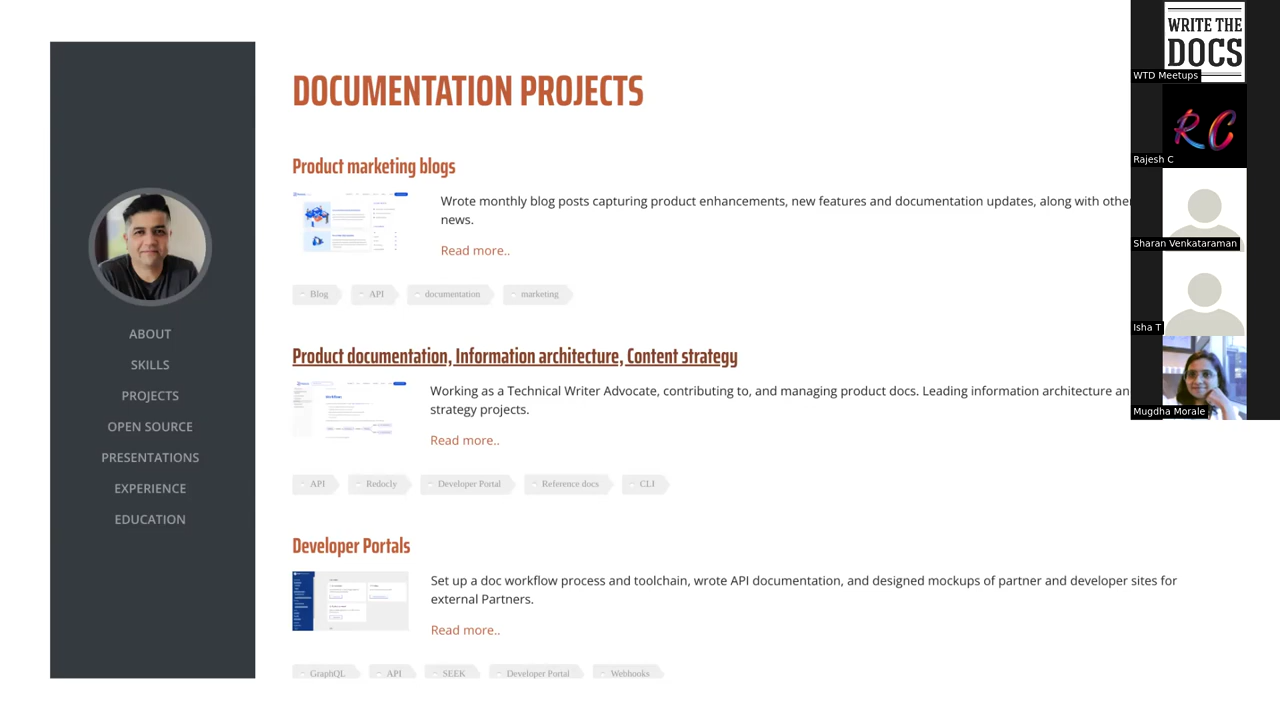 ABOUT
SKILLS
PROJECTS
OPEN SOURCE
PRESENTATIONS
EXPERIENCE
EDUCATION
DOCUMENTATION PROJECTS
Product marketing blogs
Wrote monthly blog posts capturing product enhancements, new features and documentation updates, along with other
news.
Read more..
Blog
API
documentation
marketing
Product documentation, Information architecture, Content strategy
Working as a Technical Writer Advocate, contributing to, and managing product docs. Leading information architecture an
strategy projects.
Read more..
API
Redocly
Developer Portal
Reference docs
CLI
Developer Portals
Set up a doc workflow process and toolchain, wrote API documentation, and designed mockups of partner and developer sites for
external Partners.
Read more..
GraphQL
API
SEEK
Developer Portal
Webhooks
WRITE THE
DOCS
WTD Meetups
RC
Rajesh C
Sharan Venkataraman
Isha T
Mugdha Morale